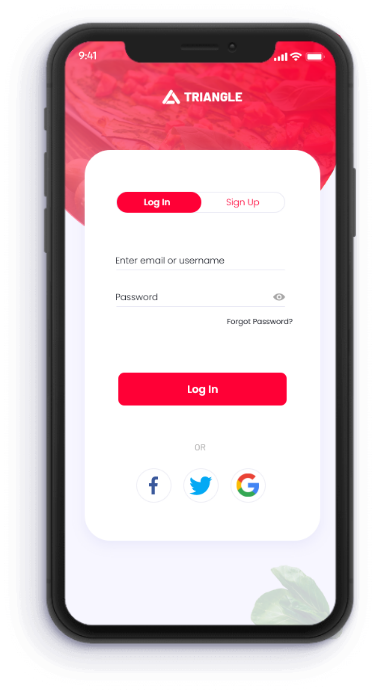 9:41
TRIANGLE
Log In
Sign Up
Enter email or username
Password
Forgot Password?
Log In
OR